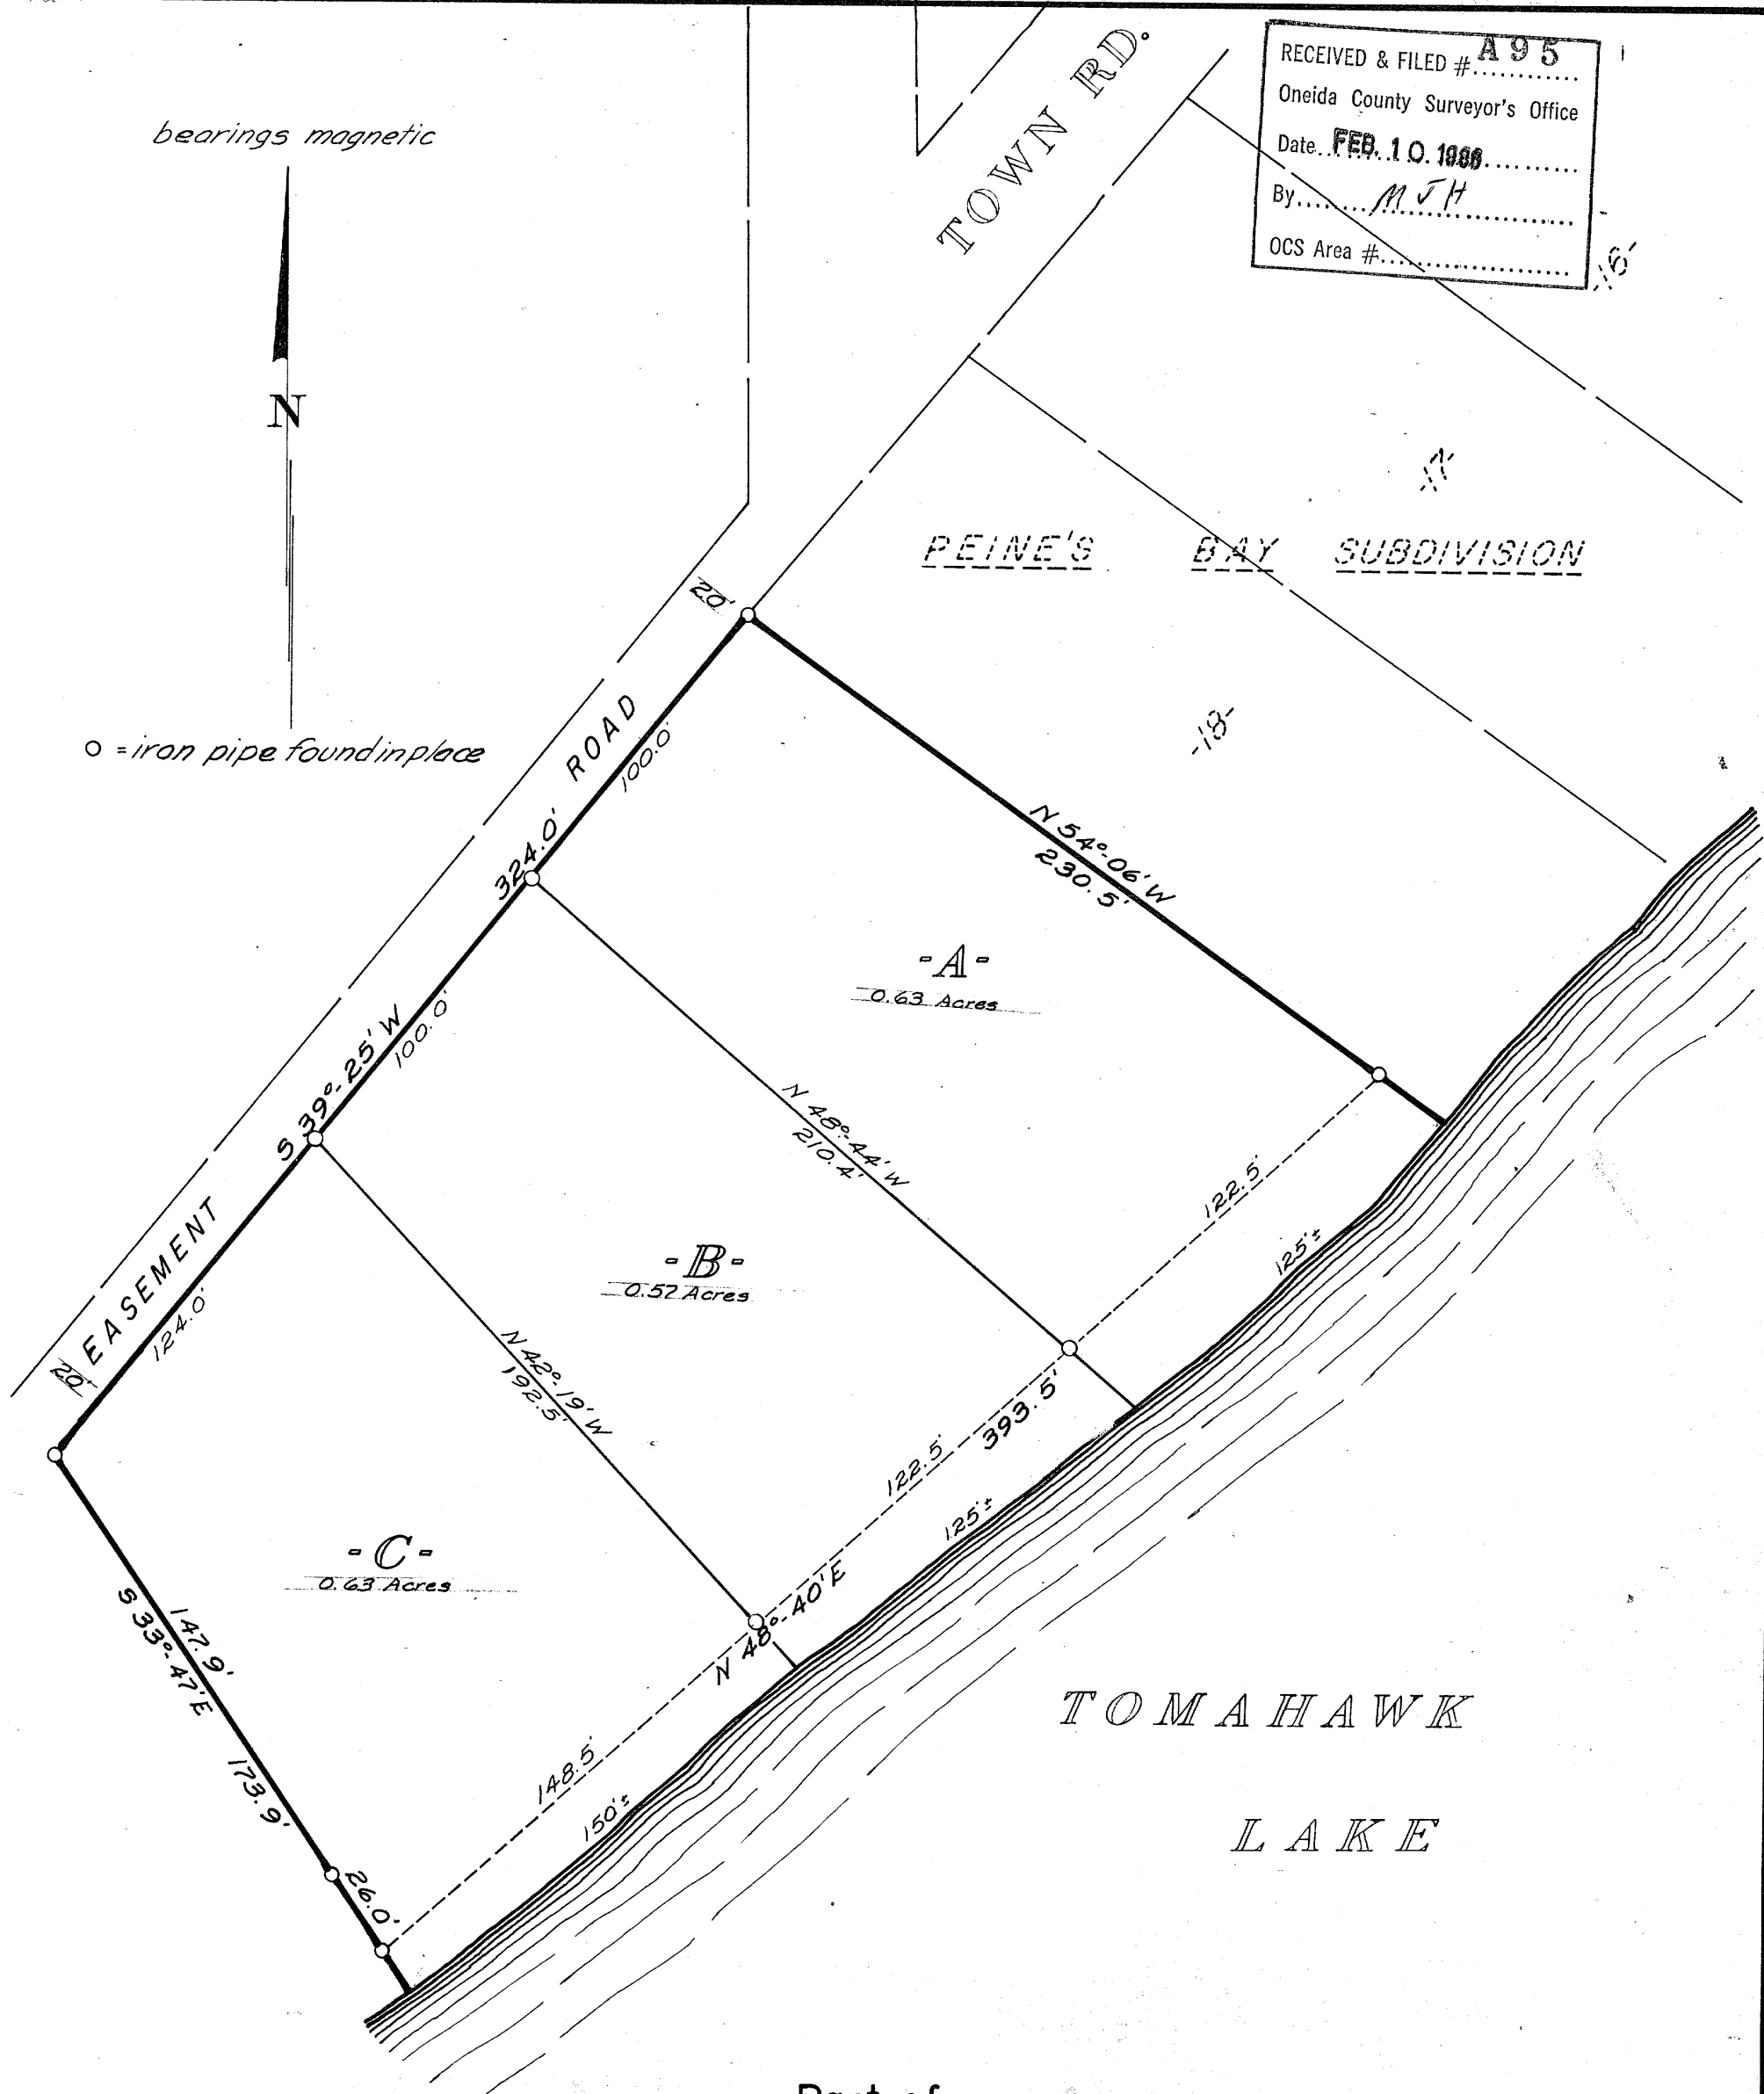 RECEIVED & FILED # A95
Oneida County Surveyor's Office
Date FEB. 10. 1986
By MJH
OCS Area #
bearings magnetic
N
TOWN RD.
-16-
-17-
PEINE'S BAY SUBDIVISION
-18-
○ = iron pipe found in place
20'
ROAD
100.0'
324.0'
N 54°-06' W
230.5'
-A-
0.63 Acres
S 39°-25' W
100.0'
N 48°-44' W
210.4'
122.5'
125'±
EASEMENT
124.0'
20'
-B-
0.52 Acres
N 42°-19' W
192.5'
393.5'
122.5'
125'±
-C-
0.63 Acres
N 48°-40' E
147.9'
S 33°-47' E
173.9'
148.5'
150'±
26.0'
TOMAHAWK
LAKE
Part of